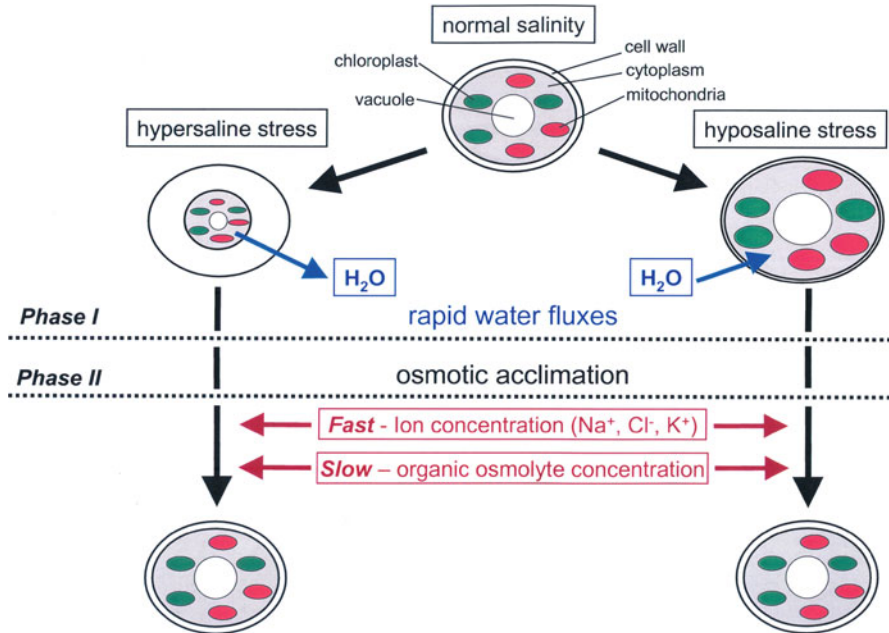 normal salinity
chloroplast
cell wall
cytoplasm
vacuole
mitochondria
hypersaline stress
hyposaline stress
H₂O
H₂O
Phase I
rapid water fluxes
Phase II
osmotic acclimation
Fast - Ion concentration (Na⁺, Cl⁻, K⁺)
Slow – organic osmolyte concentration